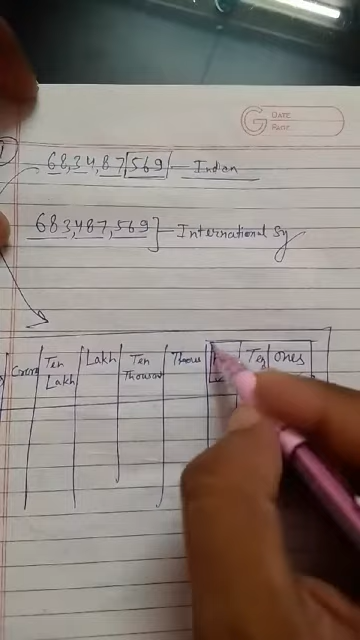 G DATE
PAGE
68,34,87,569 Indian
683,487,569 International Sy
Crore Ten Lakh Lakh Ten Thousand Thous Ten Ones